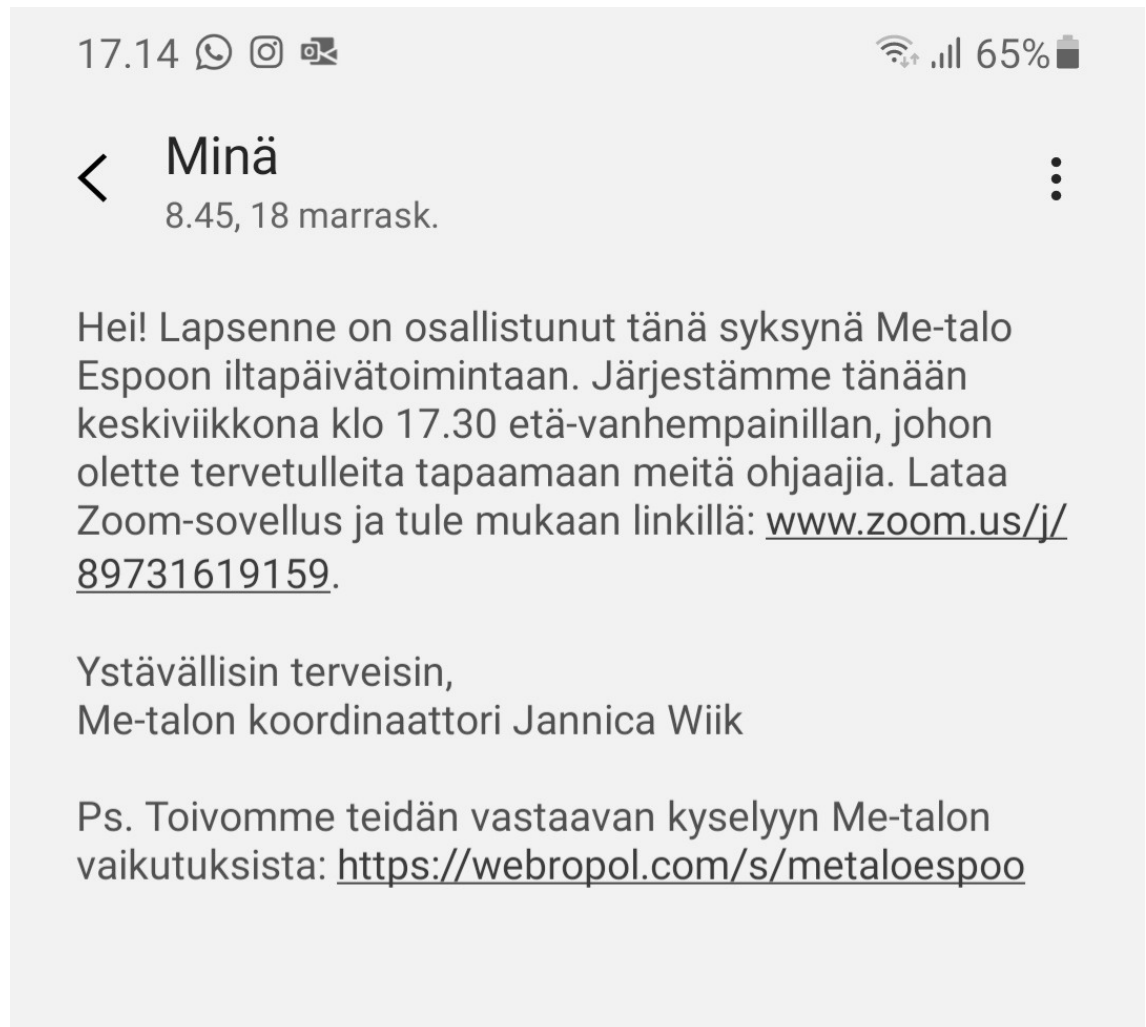 17.14 65%
Minä
8.45, 18 marrask.
Hei! Lapsenne on osallistunut tänä syksynä Me-talo
Espoon iltapäivätoimintaan. Järjestämme tänään
keskiviikkona klo 17.30 etä-vanhempainillan, johon
olette tervetulleita tapaamaan meitä ohjaajia. Lataa
Zoom-sovellus ja tule mukaan linkillä: www.zoom.us/j/
89731619159.
Ystävällisin terveisin,
Me-talon koordinaattori Jannica Wiik
Ps. Toivomme teidän vastaavan kyselyyn Me-talon
vaikutuksista: https://webropol.com/s/metaloespoo